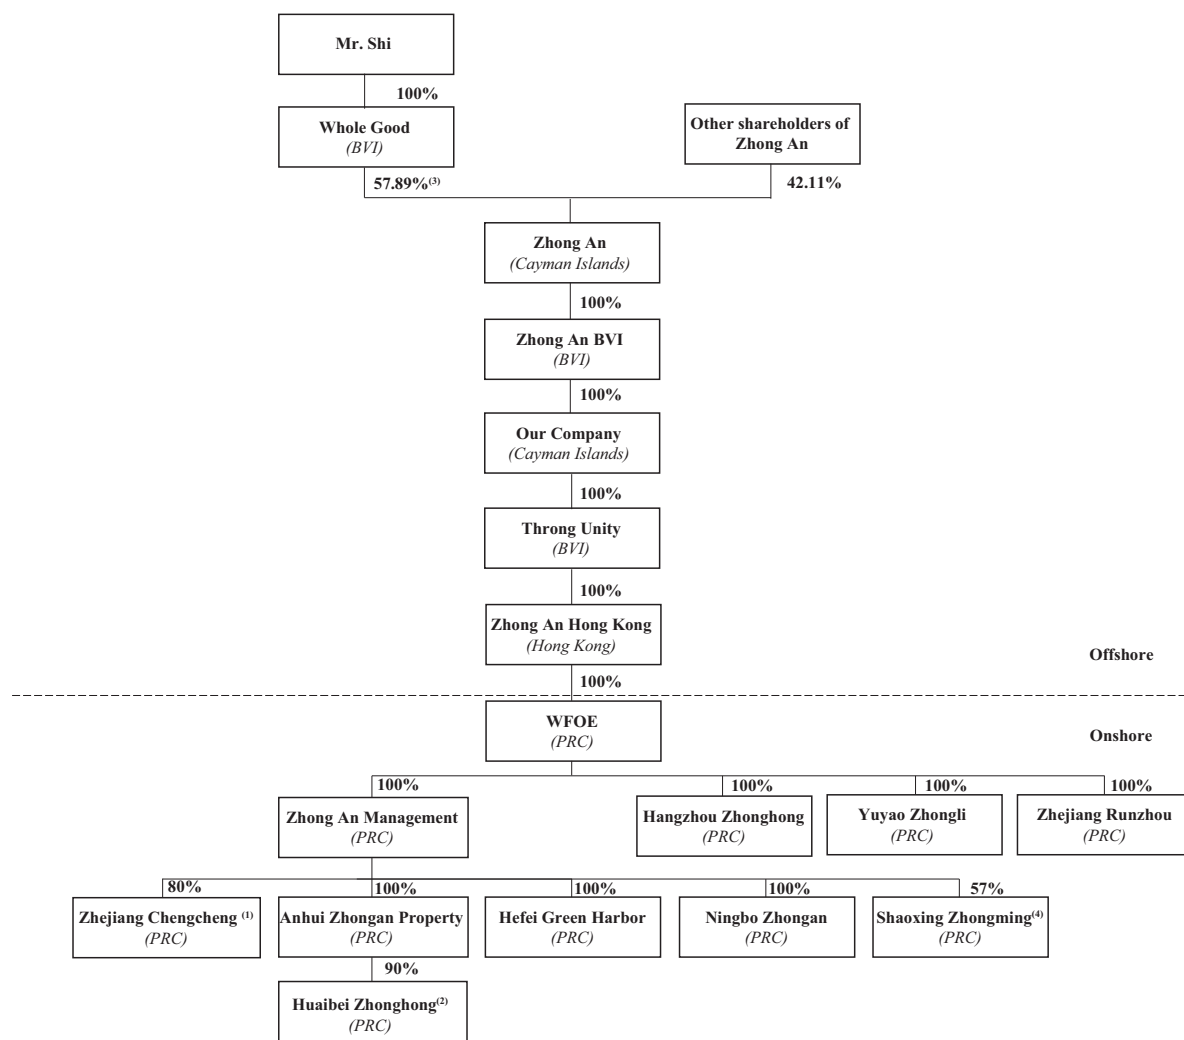 Mr. Shi
100%
Whole Good
(BVI)
Other shareholders of
Zhong An
57.89%(3)
42.11%
Zhong An
(Cayman Islands)
100%
Zhong An BVI
(BVI)
100%
Our Company
(Cayman Islands)
100%
Throng Unity
(BVI)
100%
Zhong An Hong Kong
(Hong Kong)
Offshore
100%
WFOE
(PRC)
Onshore
100%
100%
100%
100%
Zhong An Management
(PRC)
Hangzhou Zhonghong
(PRC)
Yuyao Zhongli
(PRC)
Zhejiang Runzhou
(PRC)
80%
100%
100%
100%
57%
Zhejiang Chengcheng (1)
(PRC)
Anhui Zhongan Property
(PRC)
Hefei Green Harbor
(PRC)
Ningbo Zhongan
(PRC)
Shaoxing Zhongming(4)
(PRC)
90%
Huaibei Zhonghong(2)
(PRC)